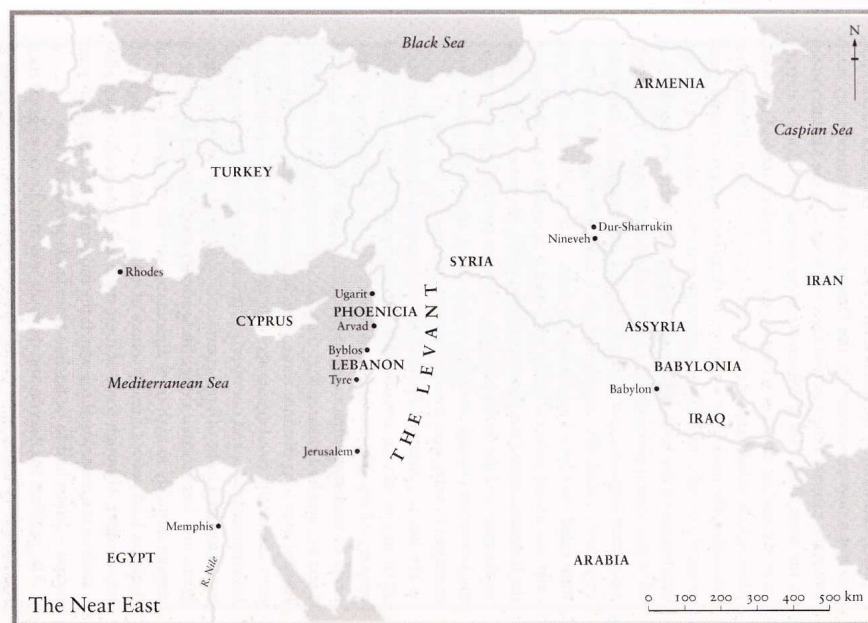 Black Sea
N
ARMENIA
Caspian Sea
TURKEY
Dur-Sharrukin
Nineveh
SYRIA
Rhodes
IRAN
Ugarit
PHOENICIA
CYPRUS
Arvad
ASSYRIA
THE LEVANT
Byblos
LEBANON
BABYLONIA
Tyre
Mediterranean Sea
Babylon
IRAQ
Jerusalem
Memphis
EGYPT
R. Nile
ARABIA
The Near East
0 100 200 300 400 500 km